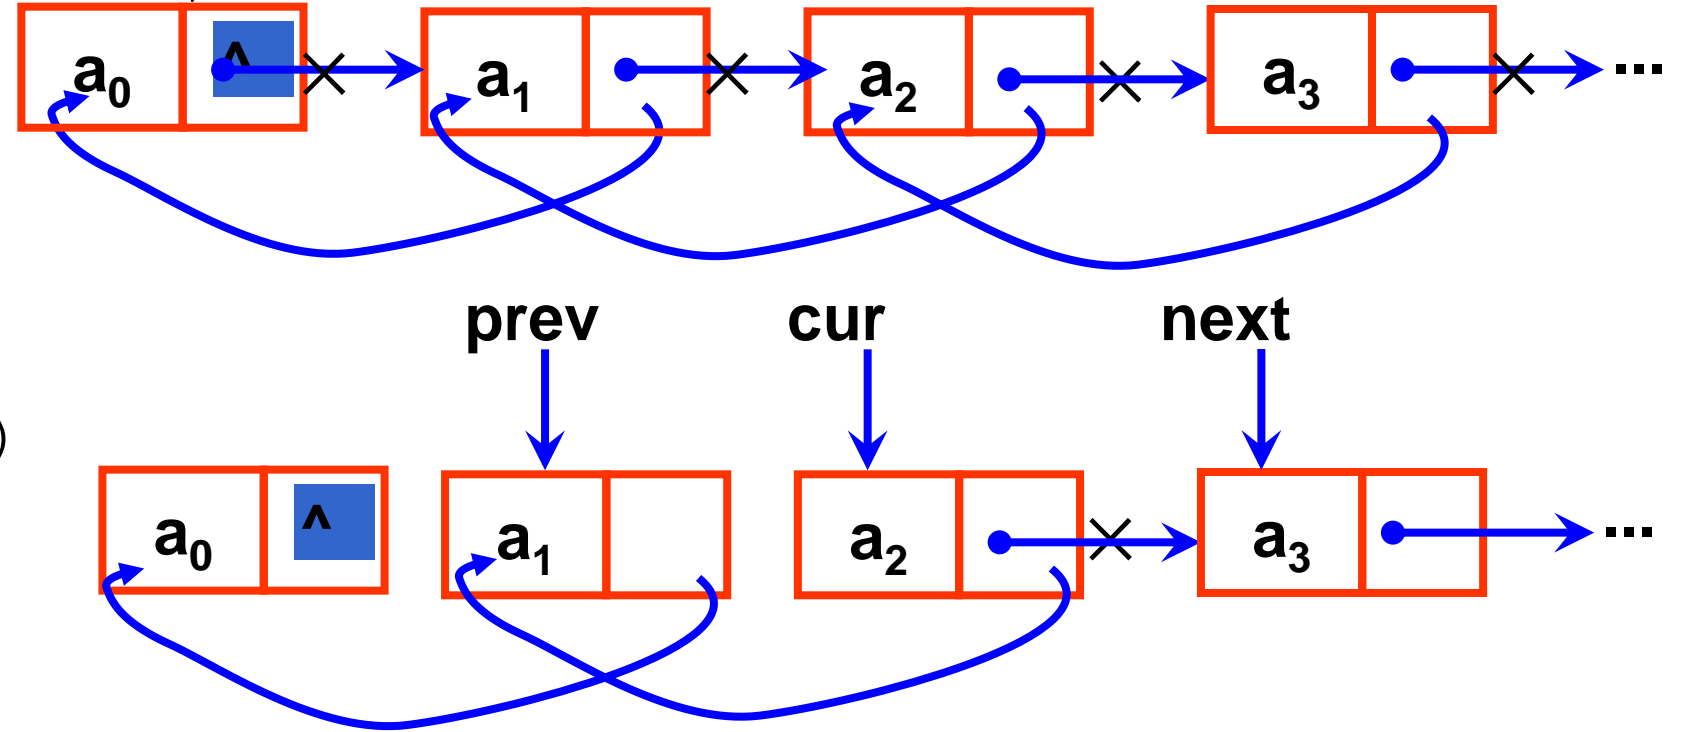 a0 ^ a1 a2 a3 ...
prev cur next
)
a0 ^ a1 a2 a3 ...